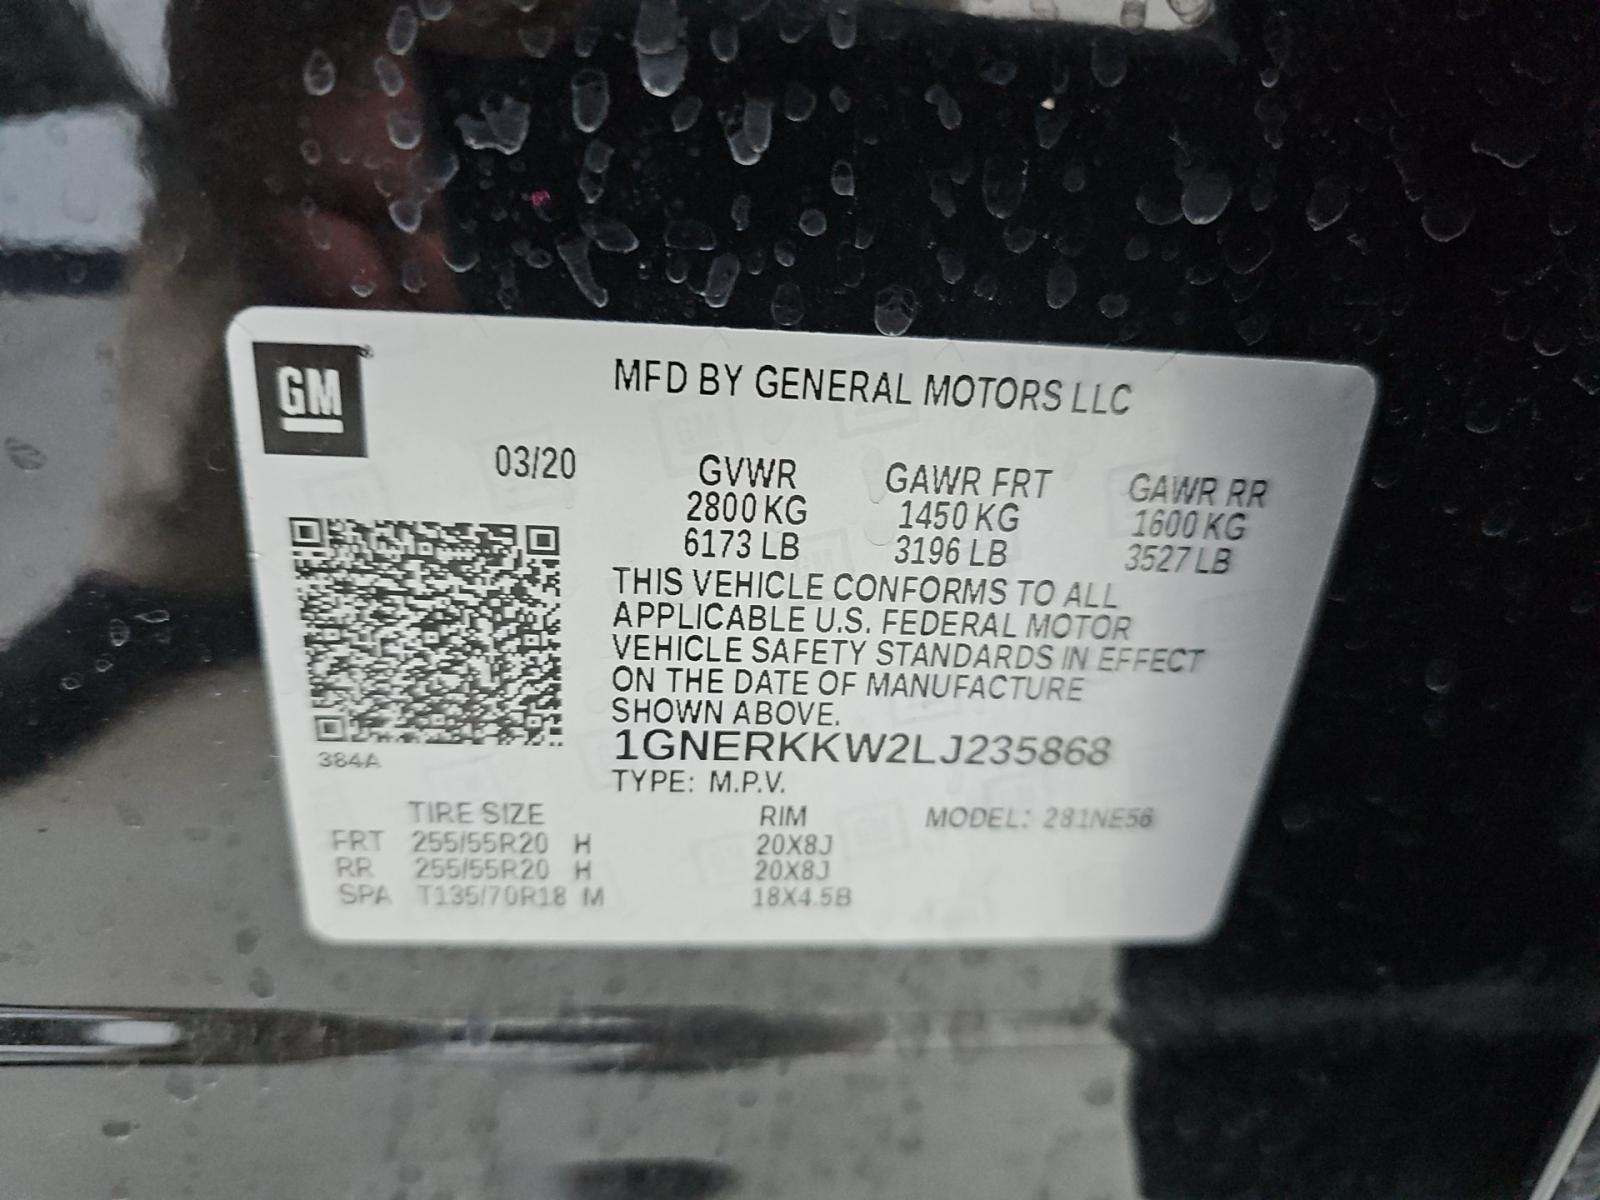 GM
MFD BY GENERAL MOTORS LLC
03/20
GVWR GAWR FRT GAWR RR
2800 KG 1450 KG 1600 KG
6173 LB 3196 LB 3527 LB
THIS VEHICLE CONFORMS TO ALL
APPLICABLE U.S. FEDERAL MOTOR
VEHICLE SAFETY STANDARDS IN EFFECT
ON THE DATE OF MANUFACTURE
SHOWN ABOVE.
1GNERKKW2LJ235868
384A
TYPE: M.P.V.
TIRE SIZE RIM MODEL: 281NE56
FRT 255/55R20 H 20X8J
RR 255/55R20 H 20X8J
SPA T135/70R18 M 18X4.5B